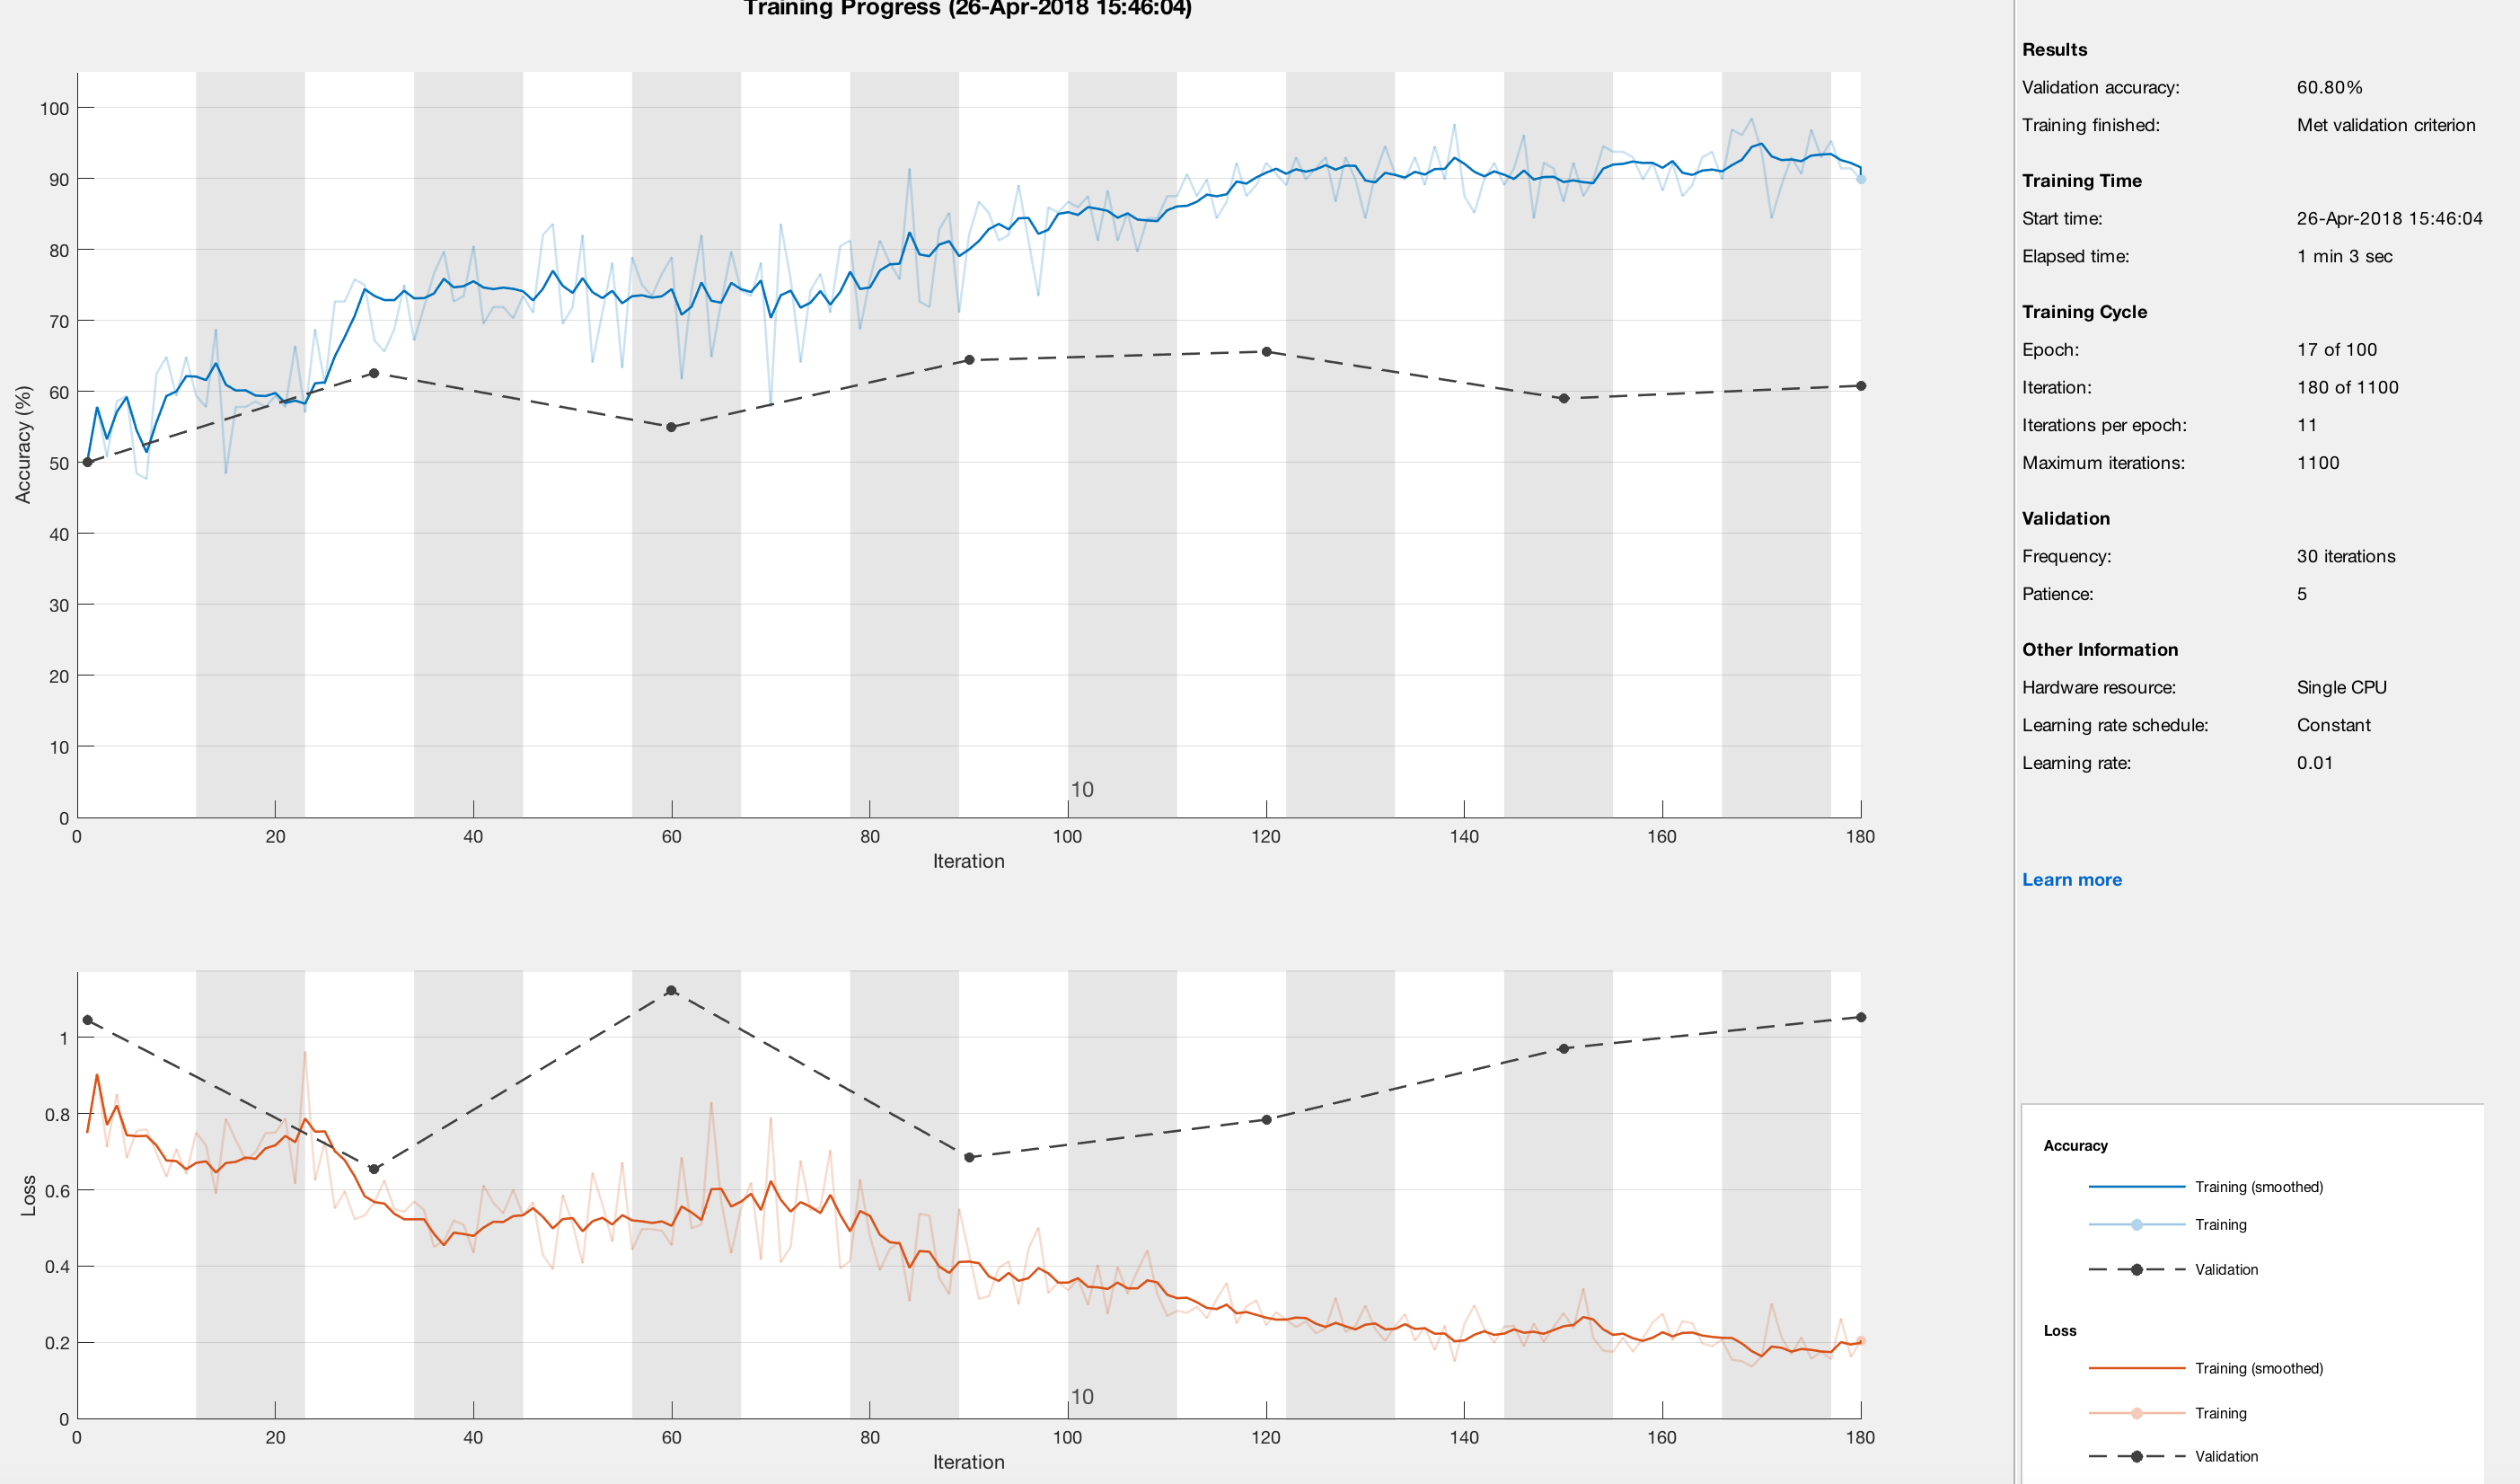 Training Progress (26-Apr-2018 15:46:04)
Accuracy (%)
100
90
80
70
60
50
40
30
20
10
0
10
0 20 40 60 80 100 120 140 160 180
Iteration
Loss
1
0.8
0.6
0.4
0.2
0
10
0 20 40 60 80 100 120 140 160 180
Iteration
Results
Validation accuracy: 60.80%
Training finished: Met validation criterion
Training Time
Start time: 26-Apr-2018 15:46:04
Elapsed time: 1 min 3 sec
Training Cycle
Epoch: 17 of 100
Iteration: 180 of 1100
Iterations per epoch: 11
Maximum iterations: 1100
Validation
Frequency: 30 iterations
Patience: 5
Other Information
Hardware resource: Single CPU
Learning rate schedule: Constant
Learning rate: 0.01
Learn more
Accuracy
Training (smoothed)
Training
Validation
Loss
Training (smoothed)
Training
Validation